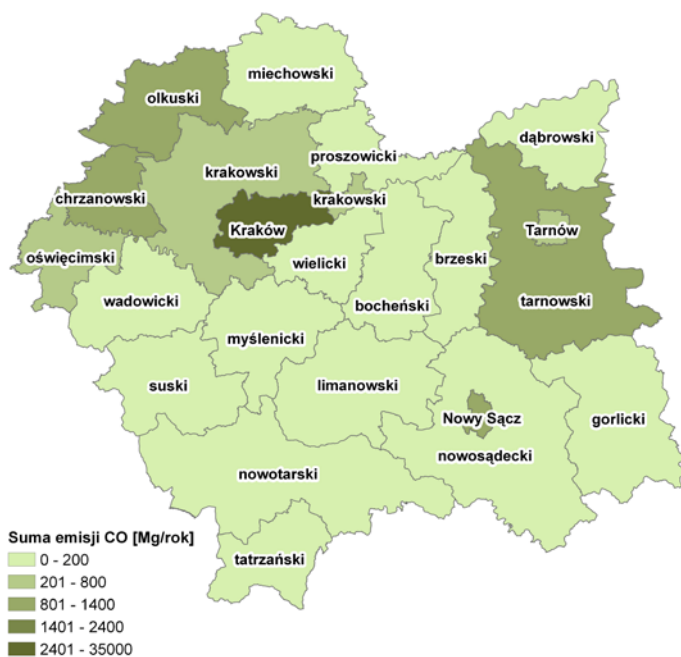 miechowski
olkuski
dąbrowski
proszowicki
krakowski
chrzanowski
krakowski
Kraków
Tarnów
oświęcimski
wielicki
brzeski
wadowicki
bocheński
tarnowski
myślenicki
suski
limanowski
Nowy Sącz
gorlicki
nowosądecki
nowotarski
tatrzański
Suma emisji CO [Mg/rok]
0 - 200
201 - 800
801 - 1400
1401 - 2400
2401 - 35000